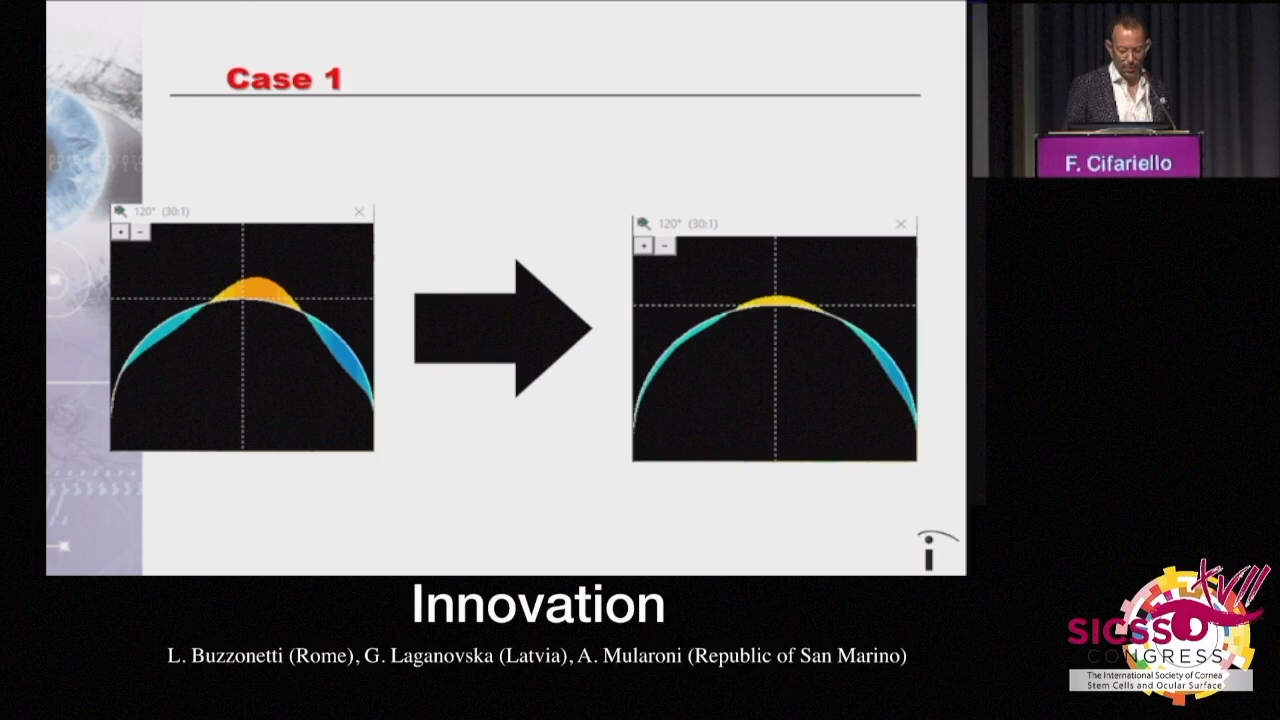 Case 1
120° (30:1)
+ -
120° (30:1)
+ -
F. Cifariello
i
Innovation
L. Buzzonetti (Rome), G. Laganovska (Latvia), A. Mularoni (Republic of San Marino)
XVII
SICSSO
CONGRESS
The International Society of Cornea
Stem Cells and Ocular Surface